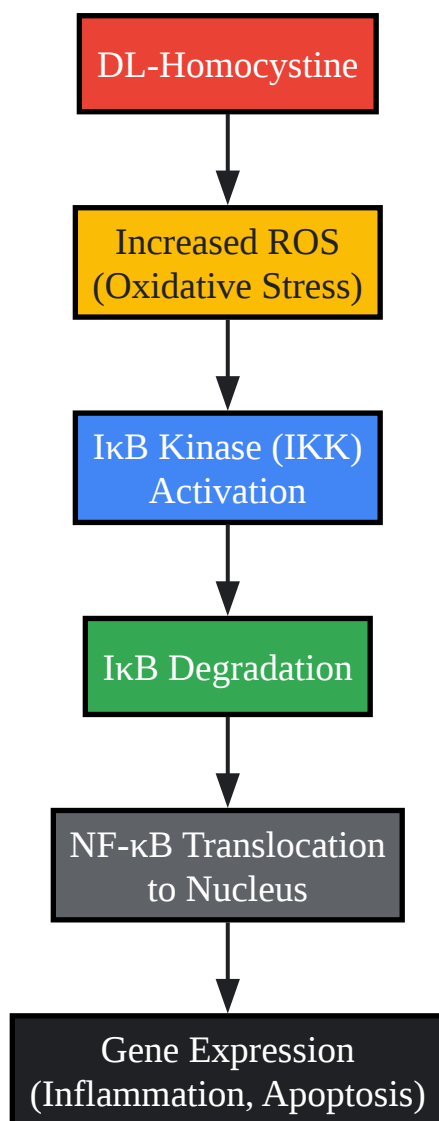 DL-Homocystine
Increased ROS
(Oxidative Stress)
IκB Kinase (IKK)
Activation
IκB Degradation
NF-κB Translocation
to Nucleus
Gene Expression
(Inflammation, Apoptosis)